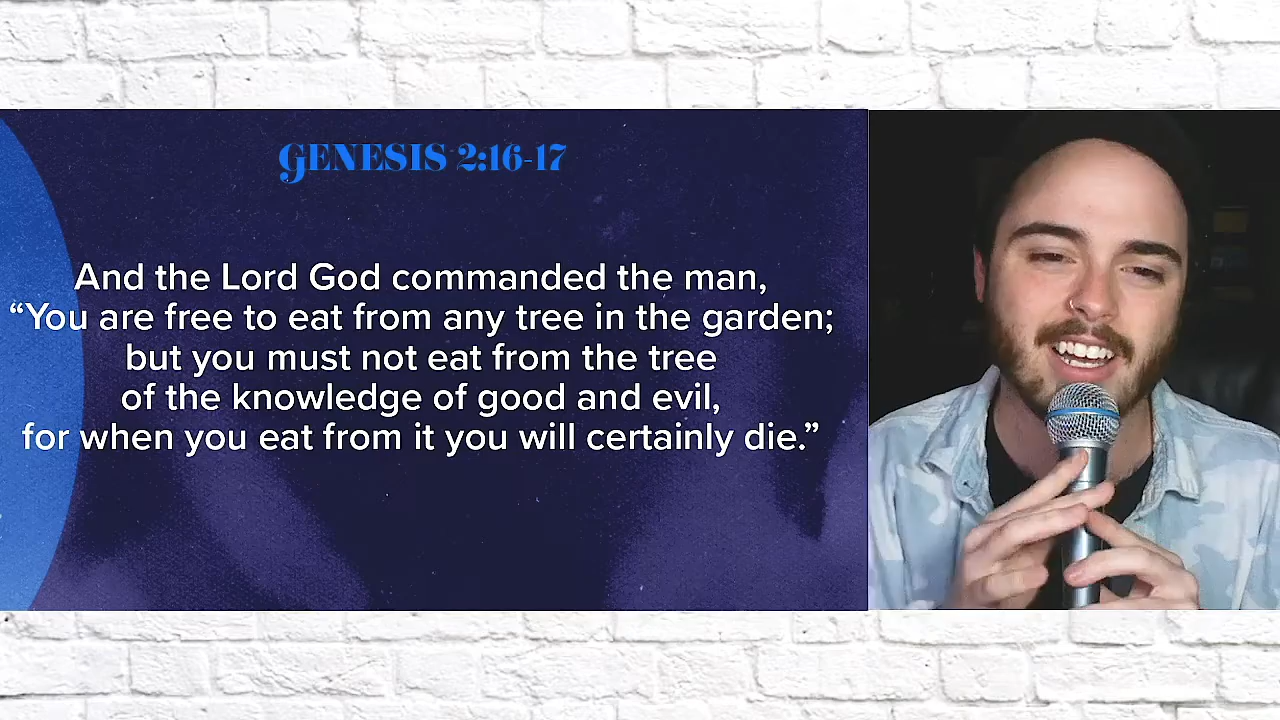 GENESIS 2:16-17
And the Lord God commanded the man,
“You are free to eat from any tree in the garden;
but you must not eat from the tree
of the knowledge of good and evil,
for when you eat from it you will certainly die.”